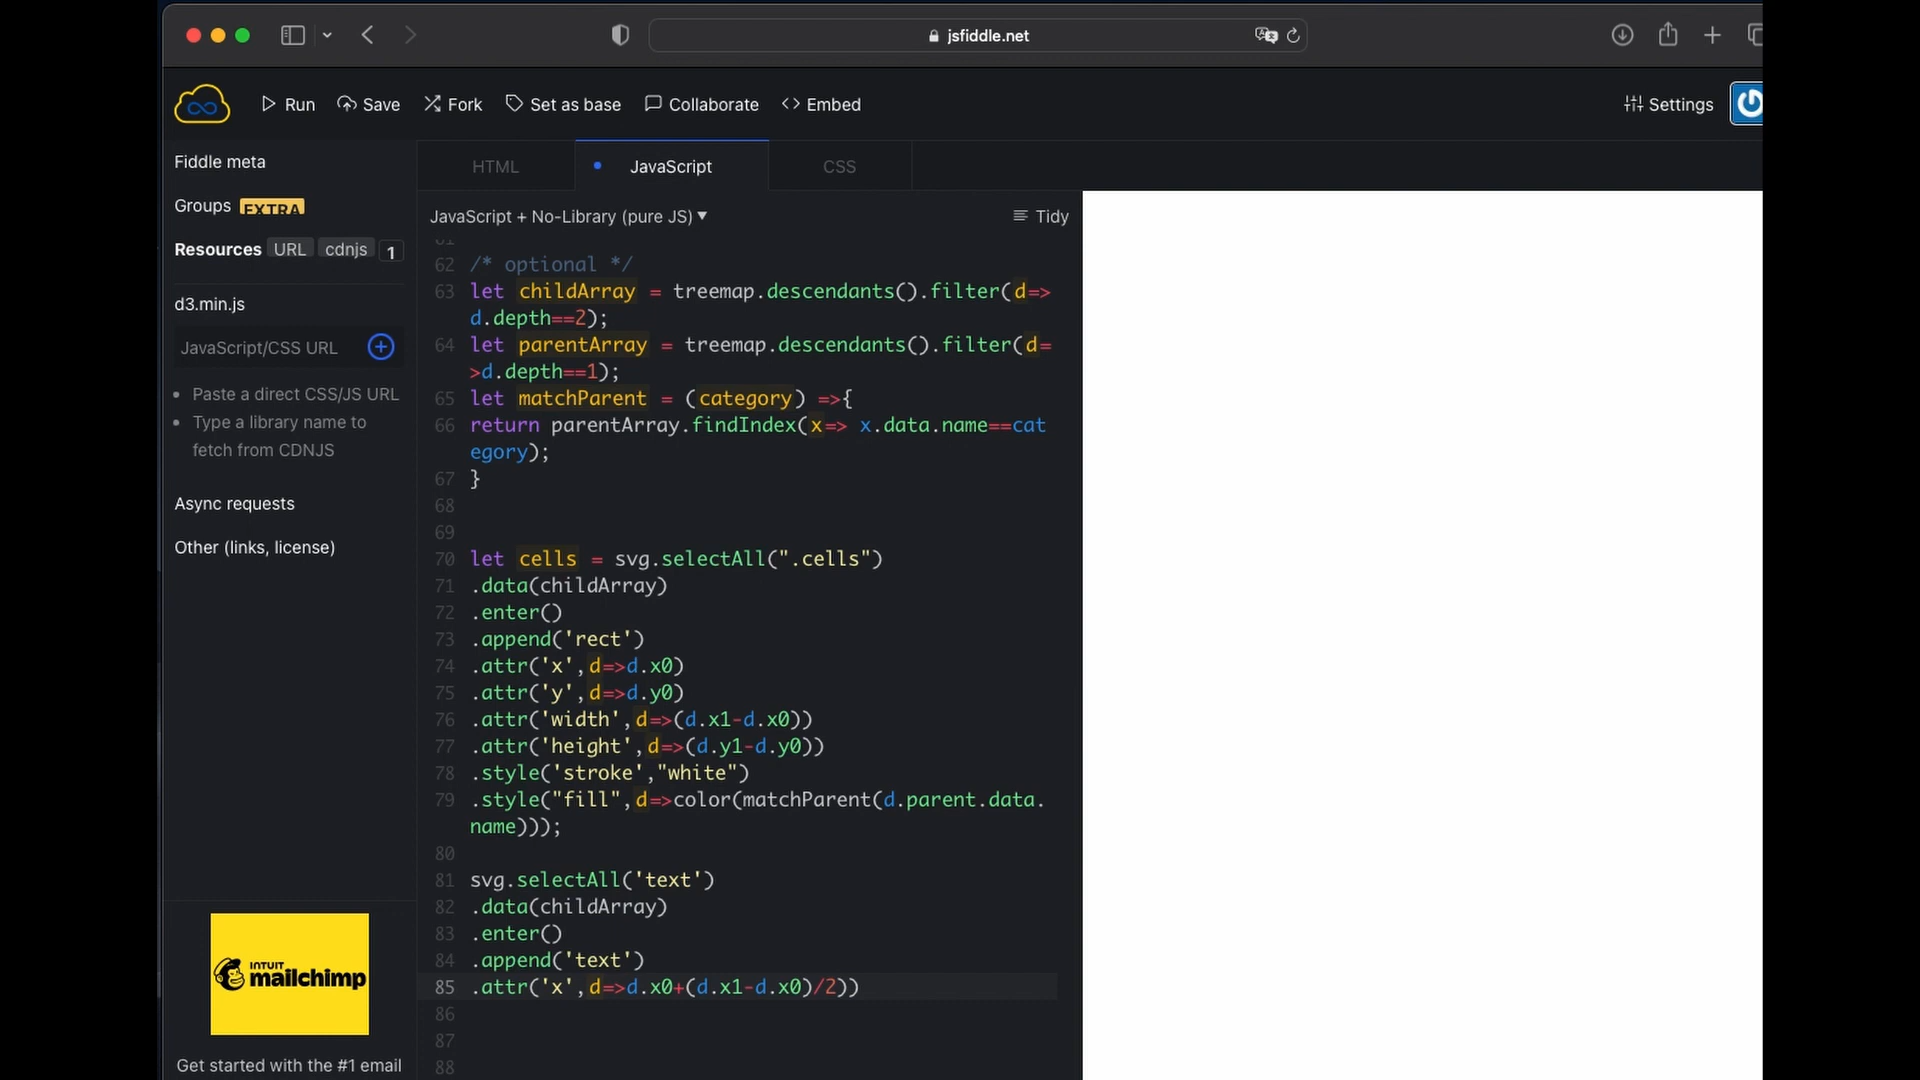 jsfiddle.net
Run Save Fork Set as base Collaborate Embed Settings
Fiddle meta
Groups EXTRA
Resources URL cdnjs 1
d3.min.js
JavaScript/CSS URL
Paste a direct CSS/JS URL
Type a library name to
fetch from CDNJS
Async requests
Other (links, license)
INTUIT
mailchimp
Get started with the #1 email
HTML JavaScript CSS
JavaScript + No-Library (pure JS) ▼ Tidy
61
62 /* optional */
63 let childArray = treemap.descendants().filter(d=>
d.depth==2);
64 let parentArray = treemap.descendants().filter(d=
>d.depth==1);
65 let matchParent = (category) =>{
66 return parentArray.findIndex(x=> x.data.name==cat
egory);
67 }
68
69
70 let cells = svg.selectAll(".cells")
71 .data(childArray)
72 .enter()
73 .append('rect')
74 .attr('x',d=>d.x0)
75 .attr('y',d=>d.y0)
76 .attr('width',d=>(d.x1-d.x0))
77 .attr('height',d=>(d.y1-d.y0))
78 .style('stroke',"white")
79 .style("fill",d=>color(matchParent(d.parent.data.
name)));
80
81 svg.selectAll('text')
82 .data(childArray)
83 .enter()
84 .append('text')
85 .attr('x',d=>d.x0+(d.x1-d.x0)/2))
86
87
88